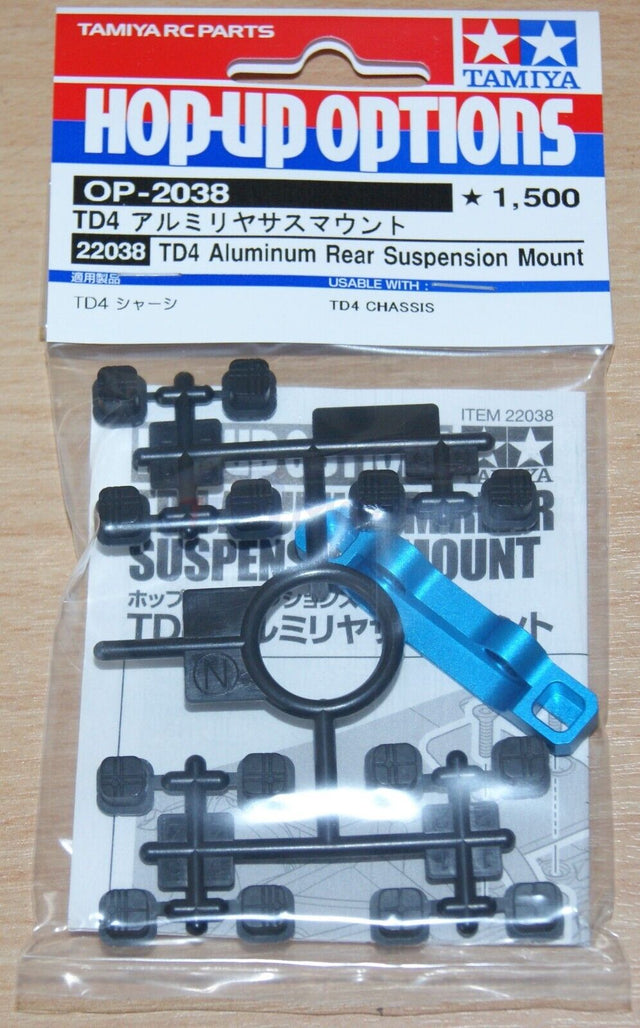 TAMIYA RC PARTS
TAMIYA
HOP-UP OPTIONS
OP-2038 ★ 1,500
TD4 アルミリヤサスマウント
22038 TD4 Aluminum Rear Suspension Mount
適用製品 USABLE WITH :
TD4 シャーシ TD4 CHASSIS
ITEM 22038
SUSPENS MOUNT
ホップ ションズ
TD ルミリヤサ ント
N